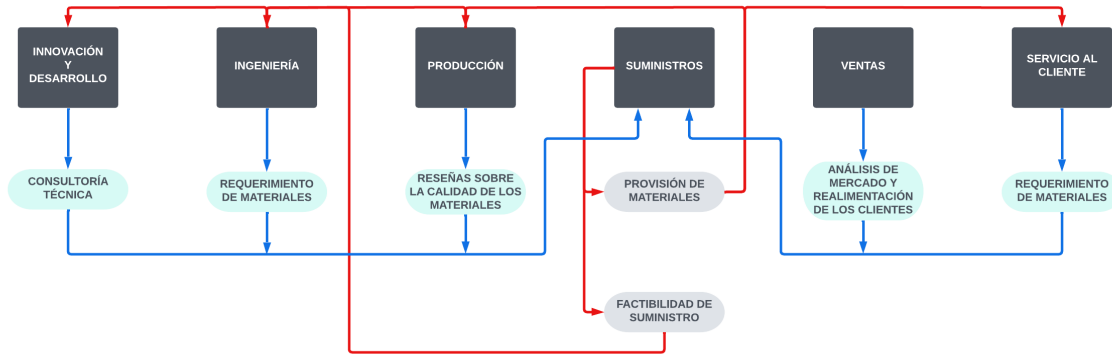 INNOVACIÓN
Y
DESARROLLO
INGENIERÍA
PRODUCCIÓN
SUMINISTROS
VENTAS
SERVICIO AL
CLIENTE
CONSULTORÍA
TÉCNICA
REQUERIMIENTO
DE MATERIALES
RESEÑAS SOBRE
LA CALIDAD DE LOS
MATERIALES
PROVISIÓN DE
MATERIALES
ANÁLISIS DE
MERCADO Y
REALIMENTACIÓN
DE LOS CLIENTES
REQUERIMIENTO
DE MATERIALES
FACTIBILIDAD DE
SUMINISTRO